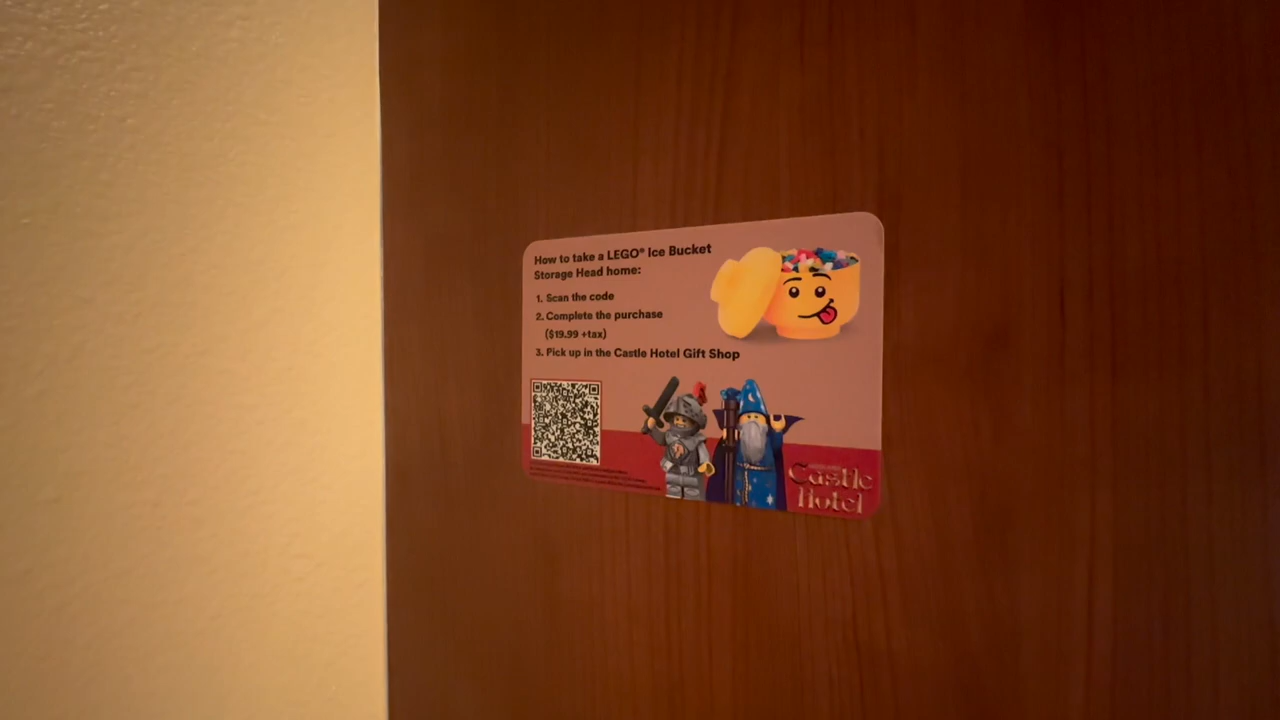 How to take a LEGO® Ice Bucket
Storage Head home:
1. Scan the code
2. Complete the purchase
($19.99 +tax)
3. Pick up in the Castle Hotel Gift Shop
Castle
Hotel